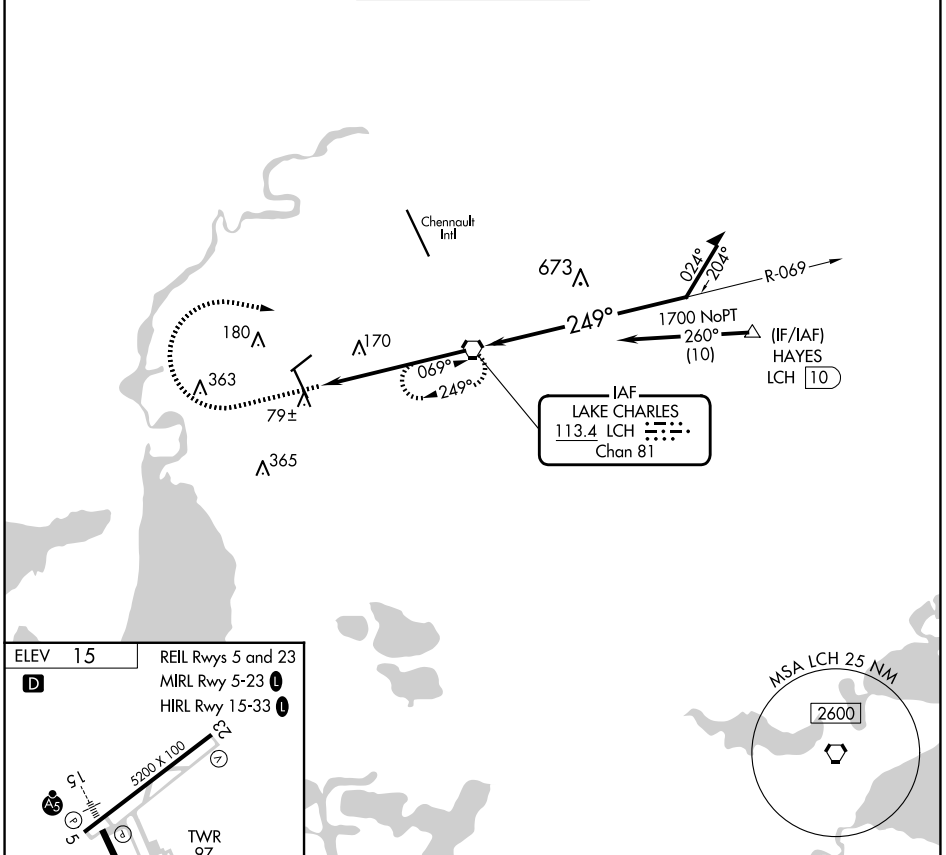 Chennault
Intl
673
024°
204°
R-069
249°
1700 NoPT
260°
(10)
(IF/IAF)
HAYES
LCH 10
180
170
363
069°
249°
79±
365
IAF
LAKE CHARLES
113.4 LCH
Chan 81
ELEV 15
D
REIL Rwys 5 and 23
MIRL Rwy 5-23 L
HIRL Rwy 15-33 L
23
5200 X 100
V
15
A5
P
5
P
TWR
97
MSA LCH 25 NM
2600